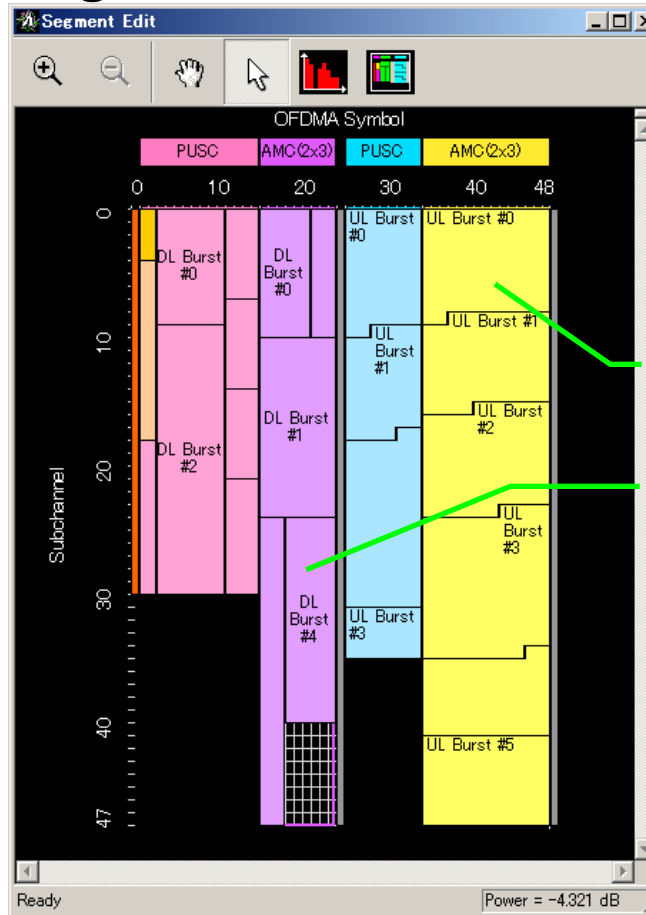 Segment Edit
OFDMA Symbol
PUSC AMC(2x3) PUSC AMC(2x3)
0 10 20 30 40 48
0
10
20
30
40
47
Subchannel
DL Burst
#0
DL Burst
#2
DL
Burst
#0
DL Burst
#1
DL
Burst
#4
UL Burst
#0
UL
Burst
#1
UL Burst
#3
UL Burst #0
UL Burst #1
UL Burst
#2
UL
Burst
#3
UL Burst #5
Ready
Power = -4.321 dB